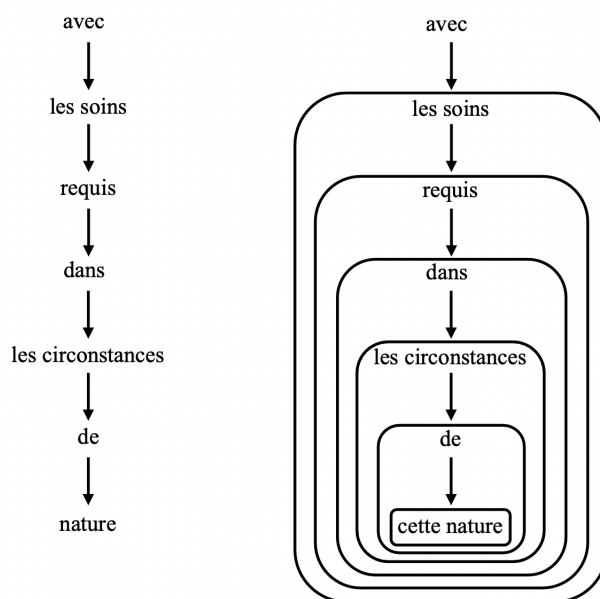 avec
les soins
requis
dans
les circonstances
de
nature
avec
les soins
requis
dans
les circonstances
de
cette nature